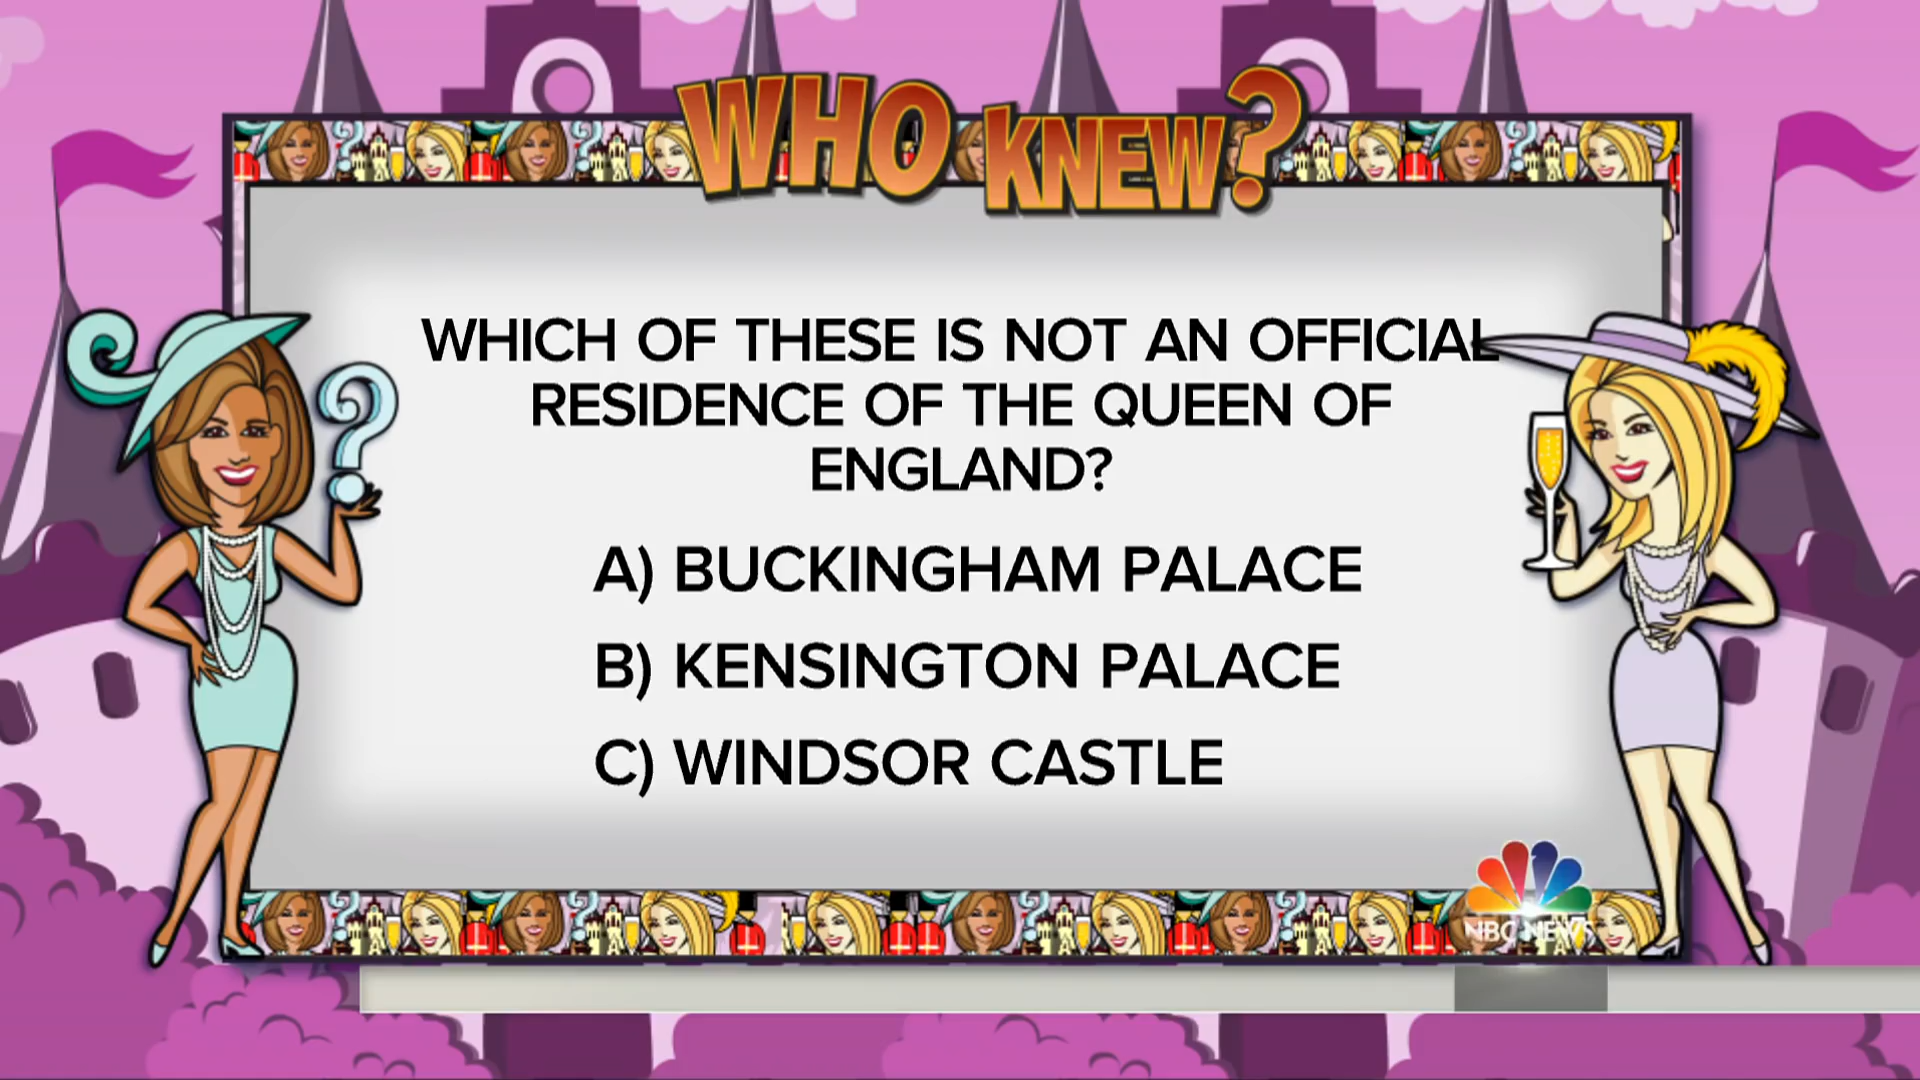 WHO KNEW?
WHICH OF THESE IS NOT AN OFFICIAL
RESIDENCE OF THE QUEEN OF
ENGLAND?
A) BUCKINGHAM PALACE
B) KENSINGTON PALACE
C) WINDSOR CASTLE
NBC NEWS